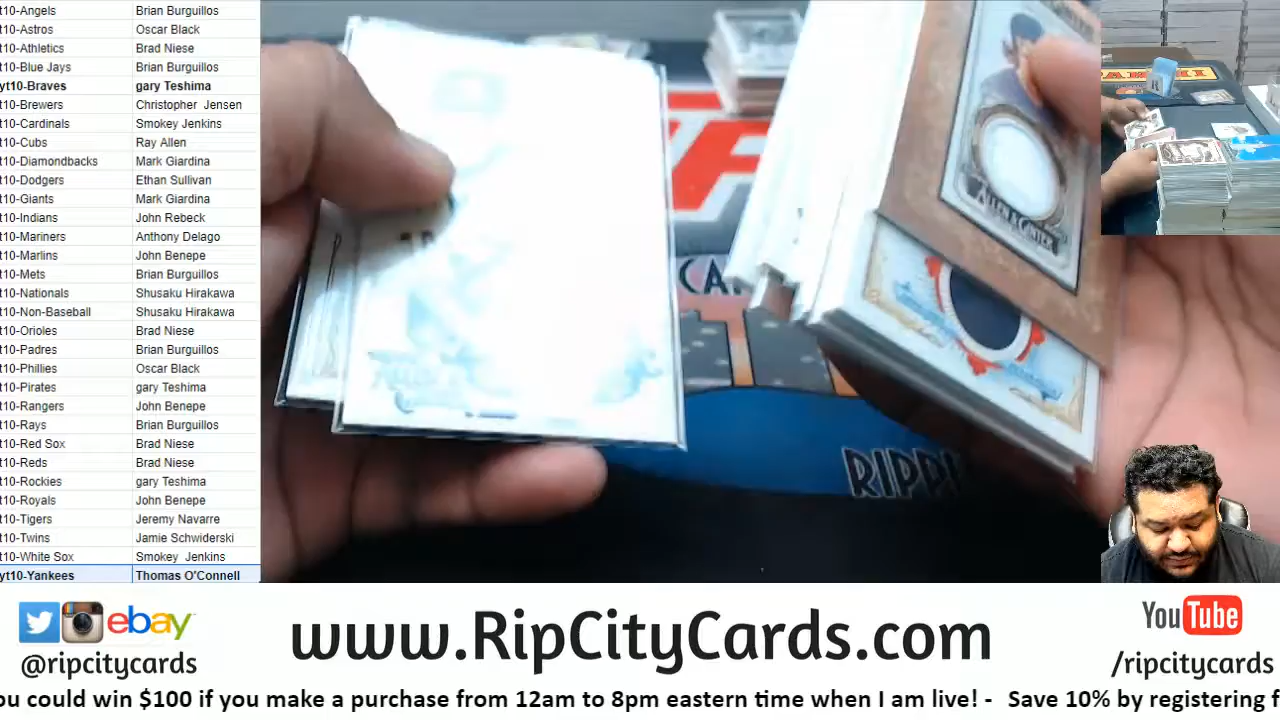 t10-Angels Brian Burguillos
t10-Astros Oscar Black
t10-Athletics Brad Niese
t10-Blue Jays Brian Burguillos
yt10-Braves gary Teshima
t10-Brewers Christopher Jensen
t10-Cardinals Smokey Jenkins
t10-Cubs Ray Allen
t10-Diamondbacks Mark Giardina
t10-Dodgers Ethan Sullivan
t10-Giants Mark Giardina
t10-Indians John Rebeck
t10-Mariners Anthony Delago
t10-Marlins John Benepe
t10-Mets Brian Burguillos
t10-Nationals Shusaku Hirakawa
t10-Non-Baseball Shusaku Hirakawa
t10-Orioles Brad Niese
t10-Padres Brian Burguillos
t10-Phillies Oscar Black
t10-Pirates gary Teshima
t10-Rangers John Benepe
t10-Rays Brian Burguillos
t10-Red Sox Brad Niese
t10-Reds Brad Niese
t10-Rockies gary Teshima
t10-Royals John Benepe
t10-Tigers Jeremy Navarre
t10-Twins Jamie Schwiderski
t10-White Sox Smokey Jenkins
yt10-Yankees Thomas O'Connell
ALLEN & GINTER
CAR
RIPPI
PANINI
ebay
@ripcitycards
www.RipCityCards.com
YouTube
/ripcitycards
ou could win $100 if you make a purchase from 12am to 8pm eastern time when I am live! - Save 10% by registering f